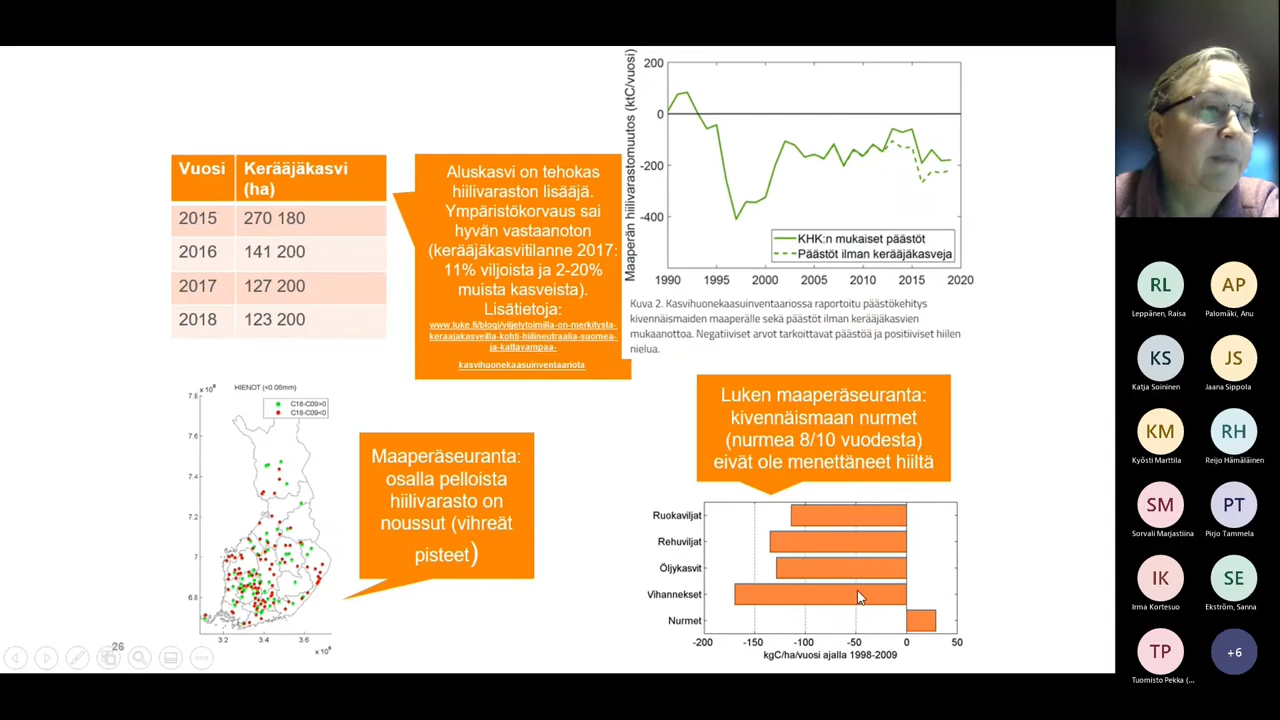 Vuosi Kerääjäkasvi
(ha)
2015 270 180
2016 141 200
2017 127 200
2018 123 200
Aluskasvi on tehokas
hiilivaraston lisääjä.
Ympäristökorvaus sai
hyvän vastaanoton
(kerääjäkasvitilanne 2017:
11% viljoista ja 2-20%
muista kasveista).
Lisätietoja:
www.luke.fi/blogi/viljelytoimilla-on-merkitysta-
keraajakasveilla-kohti-hiilineutraalia-suomea-
ja-kattavampaa-
kasvihuonekaasuinventaariota
Maaperän hiilivarastomuutos (ktC/vuosi)
200
0
-200
-400
1990 1995 2000 2005 2010 2015 2020
KHK:n mukaiset päästöt
Päästöt ilman kerääjäkasveja
Kuva 2. Kasvihuonekaasuinventaariossa raportoitu päästökehitys
kivennäismaiden maaperälle sekä päästöt ilman kerääjäkasvien
mukaanottoa. Negatiiviset arvot tarkoittavat päästöä ja positiiviset hiilen
nielua.
HIENOT (<0.06mm)
x 10⁶
C18-C09>0
C18-C09<0
7.6
7.6
7.4
7.2
7
6.8
3.2 3.4 3.6
x 10⁶
Maaperäseuranta:
osalla pelloista
hiilivarasto on
noussut (vihreät
pisteet)
Luken maaperäseuranta:
kivennäismaan nurmet
(nurmea 8/10 vuodesta)
eivät ole menettäneet hiiltä
Ruokaviljat
Rehuviljat
Öljykasvit
Vihannekset
Nurmet
-200 -150 -100 -50 0 50
kgC/ha/vuosi ajalla 1998-2009
26
RL
Leppänen, Raisa
AP
Palomäki, Anu
KS
Katja Soininen
JS
Jaana Sippola
KM
Kyösti Marttila
RH
Reijo Hämäläinen
SM
Sorvali Marjastiina
PT
Pirjo Tammela
IK
Irma Kortesuo
SE
Ekström, Sanna
TP
Tuomisto Pekka (...
+6